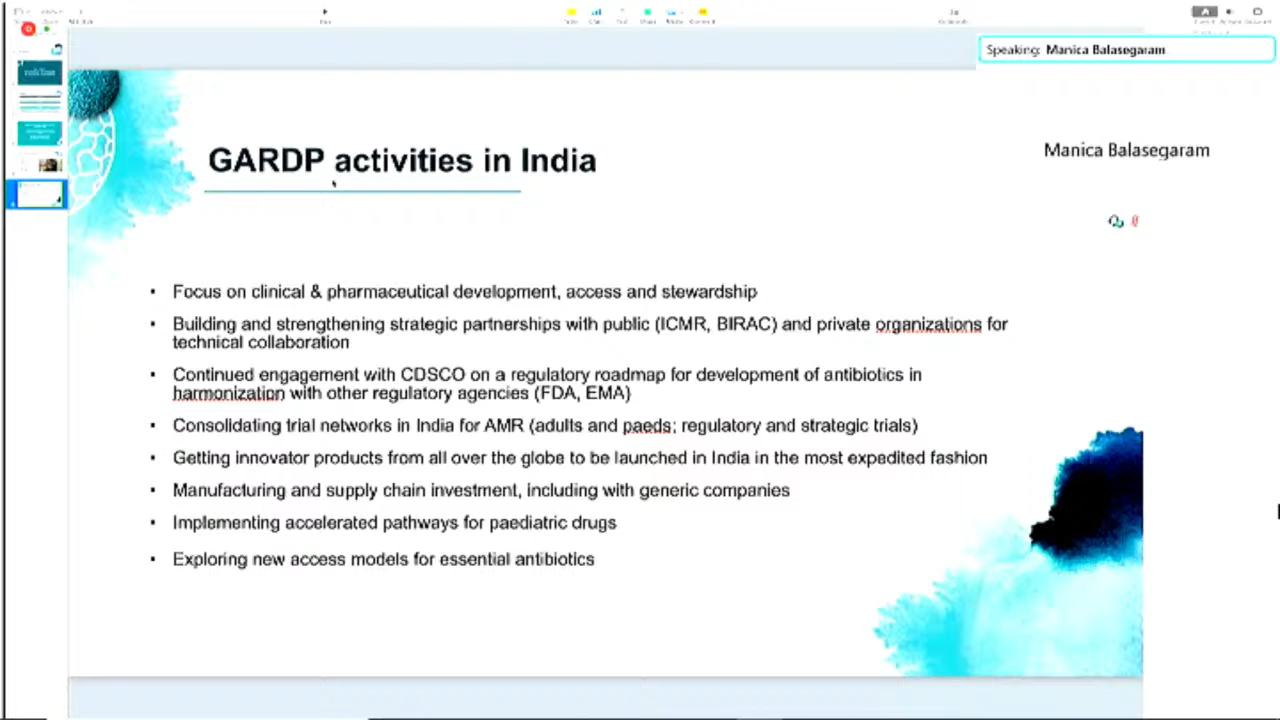 Speaking: Manica Balasegaram
Manica Balasegaram
GARDP activities in India
• Focus on clinical & pharmaceutical development, access and stewardship
• Building and strengthening strategic partnerships with public (ICMR, BIRAC) and private organizations for
technical collaboration
• Continued engagement with CDSCO on a regulatory roadmap for development of antibiotics in
harmonization with other regulatory agencies (FDA, EMA)
• Consolidating trial networks in India for AMR (adults and paeds; regulatory and strategic trials)
• Getting innovator products from all over the globe to be launched in India in the most expedited fashion
• Manufacturing and supply chain investment, including with generic companies
• Implementing accelerated pathways for paediatric drugs
• Exploring new access models for essential antibiotics